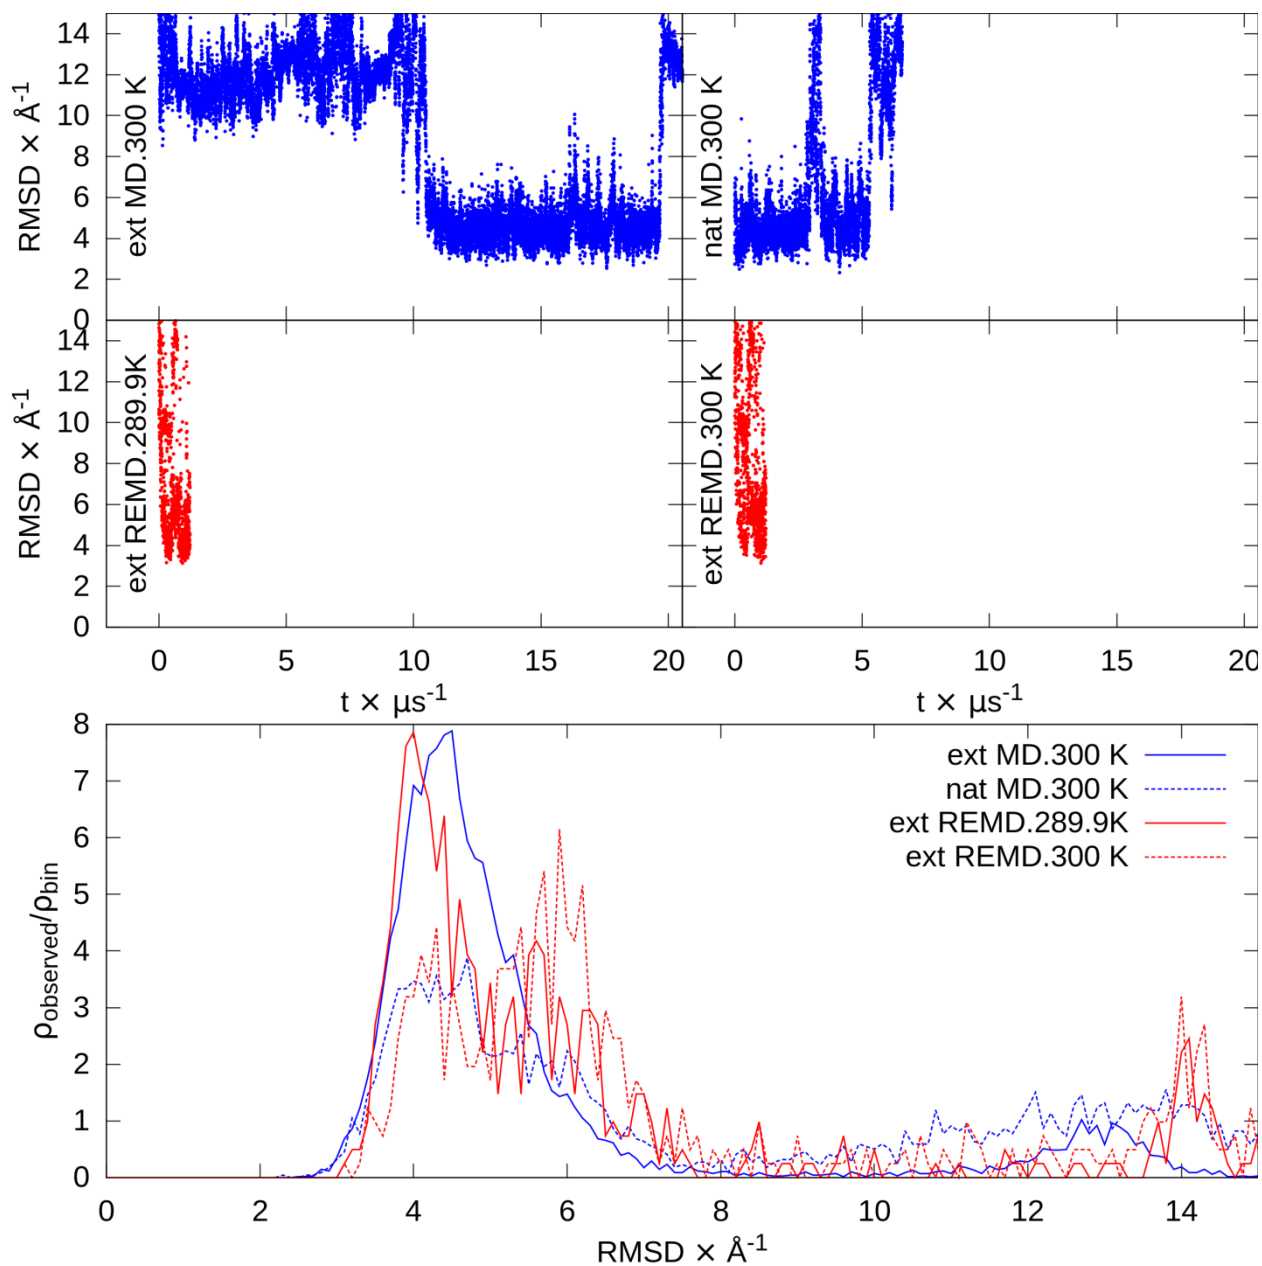 14
12
10
8
6
4
2
0
RMSD × Å⁻¹
ext MD.300 K
nat MD.300 K
14
12
10
8
6
4
2
0
RMSD × Å⁻¹
ext REMD.289.9K
ext REMD.300 K
0 5 10 15 20 0 5 10 15 20
t × µs⁻¹ t × µs⁻¹
8
7
6
5
4
3
2
1
0
ρobserved/ρbin
ext MD.300 K
nat MD.300 K
ext REMD.289.9K
ext REMD.300 K
0 2 4 6 8 10 12 14
RMSD × Å⁻¹